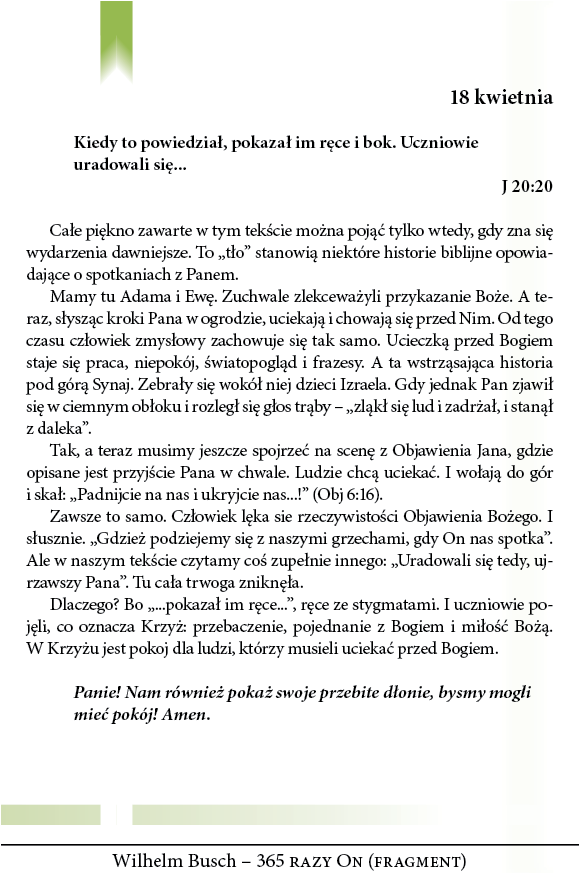 18 kwietnia
Kiedy to powiedział, pokazał im ręce i bok. Uczniowie
uradowali się...
J 20:20
Całe piękno zawarte w tym tekście można pojąć tylko wtedy, gdy zna się
wydarzenia dawniejsze. To „tło” stanowią niektóre historie biblijne opowia-
dające o spotkaniach z Panem.
Mamy tu Adama i Ewę. Zuchwale zlekceważyli przykazanie Boże. A te-
raz, słysząc kroki Pana w ogrodzie, uciekają i chowają się przed Nim. Od tego
czasu człowiek zmysłowy zachowuje się tak samo. Ucieczką przed Bogiem
staje się praca, niepokój, światopogląd i frazesy. A ta wstrząsająca historia
pod górą Synaj. Zebrały się wokół niej dzieci Izraela. Gdy jednak Pan zjawił
się w ciemnym obłoku i rozległ się głos trąby – „zląkł się lud i zadrżał, i stanął
z daleka”.
Tak, a teraz musimy jeszcze spojrzeć na scenę z Objawienia Jana, gdzie
opisane jest przyjście Pana w chwale. Ludzie chcą uciekać. I wołają do gór
i skał: „Padnijcie na nas i ukryjcie nas...!” (Obj 6:16).
Zawsze to samo. Człowiek lęka sie rzeczywistości Objawienia Bożego. I
słusznie. „Gdzież podziejemy się z naszymi grzechami, gdy On nas spotka”.
Ale w naszym tekście czytamy coś zupełnie innego: „Uradowali się tedy, uj-
rzawszy Pana”. Tu cała trwoga zniknęła.
Dlaczego? Bo „...pokazał im ręce...”, ręce ze stygmatami. I uczniowie po-
jęli, co oznacza Krzyż: przebaczenie, pojednanie z Bogiem i miłość Bożą.
W Krzyżu jest pokoj dla ludzi, którzy musieli uciekać przed Bogiem.
Panie! Nam również pokaż swoje przebite dłonie, bysmy mogli
mieć pokój! Amen.
Wilhelm Busch – 365 razy On (fragment)